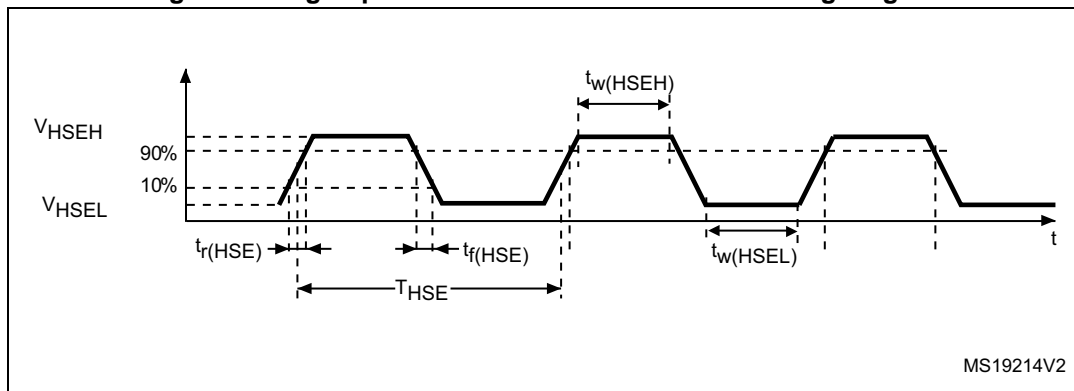 tw(HSEH)
VHSEH
90%
10%
VHSEL
tr(HSE)
tf(HSE)
tw(HSEL)
t
THSE
MS19214V2